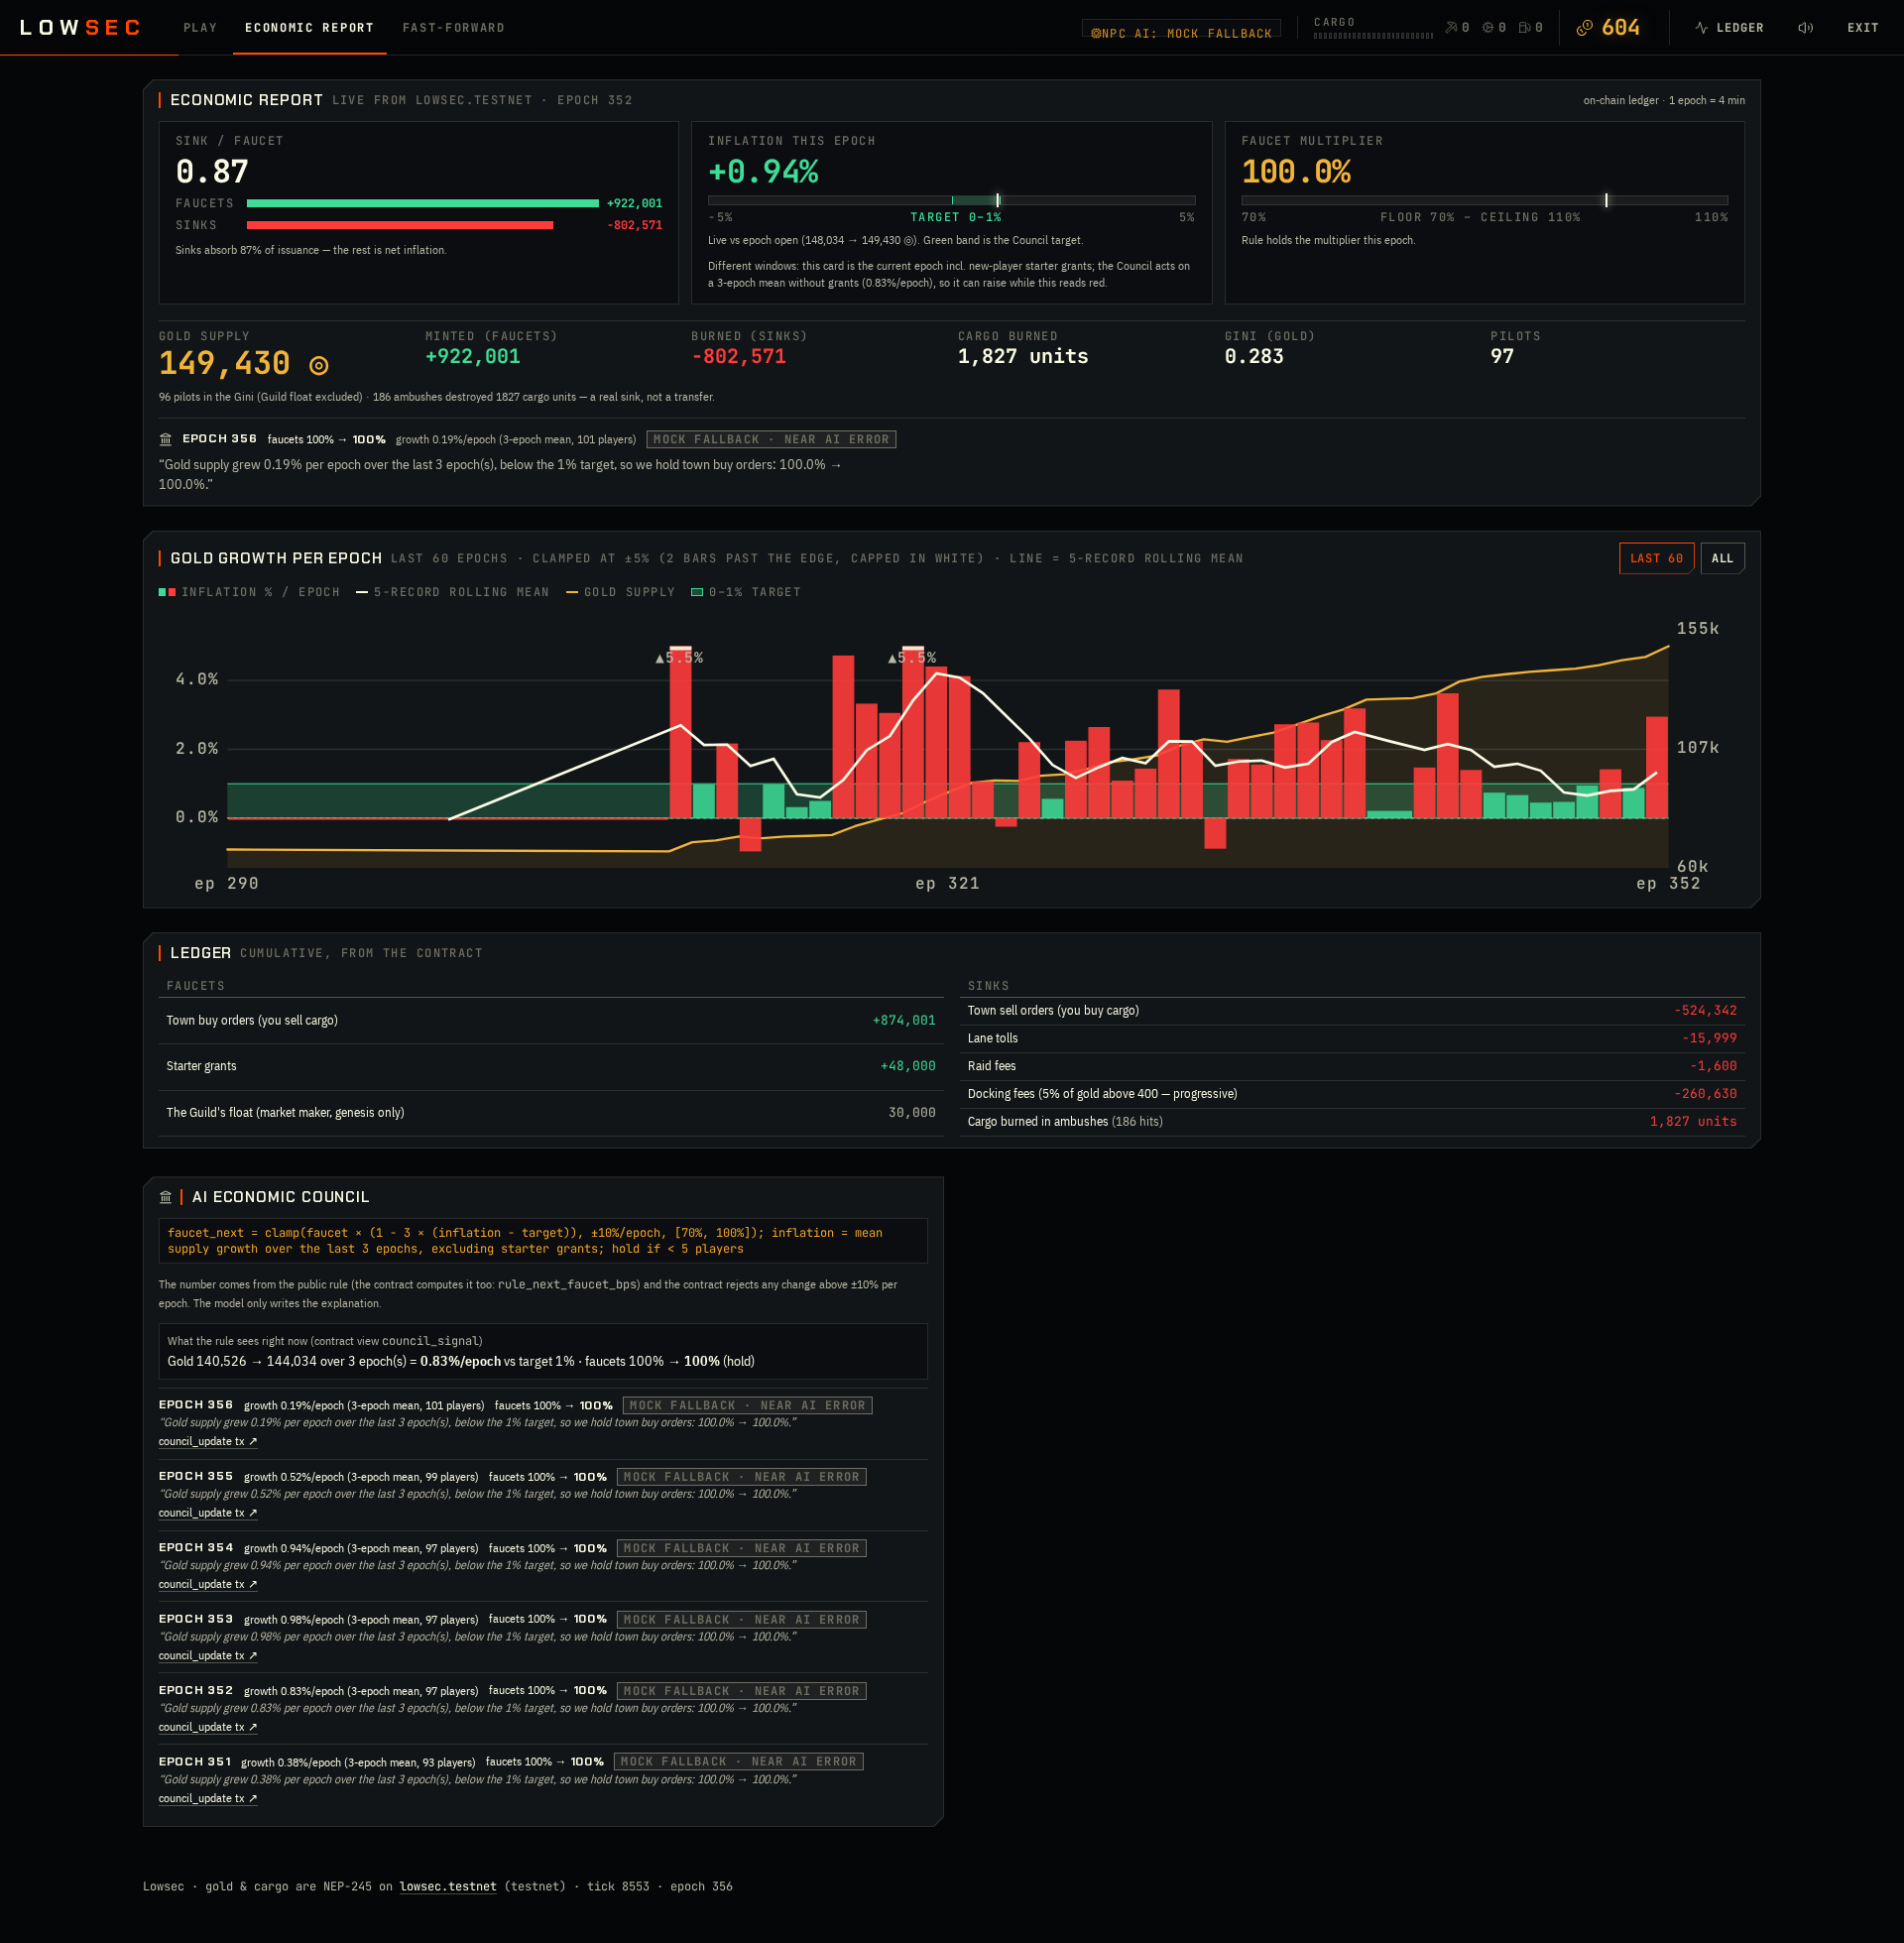 LOWSEC PLAY ECONOMIC REPORT FAST-FORWARD NPC AI: MOCK FALLBACK CARGO 0 0 0 604 LEDGER EXIT
ECONOMIC REPORT LIVE FROM LOWSEC.TESTNET · EPOCH 352 on-chain ledger · 1 epoch = 4 min
SINK / FAUCET
0.87
FAUCETS +922,001
SINKS -802,571
Sinks absorb 87% of issuance — the rest is net inflation.
INFLATION THIS EPOCH
+0.94%
-5% TARGET 0–1% 5%
Live vs epoch open (148,034 → 149,430 ◎). Green band is the Council target.
Different windows: this card is the current epoch incl. new-player starter grants; the Council acts on
a 3-epoch mean without grants (0.83%/epoch), so it can raise while this reads red.
FAUCET MULTIPLIER
100.0%
70% FLOOR 70% – CEILING 110% 110%
Rule holds the multiplier this epoch.
GOLD SUPPLY MINTED (FAUCETS) BURNED (SINKS) CARGO BURNED GINI (GOLD) PILOTS
149,430 ◎ +922,001 -802,571 1,827 units 0.283 97
96 pilots in the Gini (Guild float excluded) · 186 ambushes destroyed 1827 cargo units — a real sink, not a transfer.
EPOCH 356 faucets 100% → 100% growth 0.19%/epoch (3-epoch mean, 101 players) MOCK FALLBACK · NEAR AI ERROR
“Gold supply grew 0.19% per epoch over the last 3 epoch(s), below the 1% target, so we hold town buy orders: 100.0% →
100.0%.”
GOLD GROWTH PER EPOCH LAST 60 EPOCHS · CLAMPED AT ±5% (2 BARS PAST THE EDGE, CAPPED IN WHITE) · LINE = 5-RECORD ROLLING MEAN LAST 60 ALL
INFLATION % / EPOCH 5-RECORD ROLLING MEAN GOLD SUPPLY 0–1% TARGET
155k
▲5.5% ▲5.5%
4.0%
2.0% 107k
0.0%
60k
ep 290 ep 321 ep 352
LEDGER CUMULATIVE, FROM THE CONTRACT
FAUCETS
Town buy orders (you sell cargo) +874,001
Starter grants +48,000
The Guild's float (market maker, genesis only) 30,000
SINKS
Town sell orders (you buy cargo) -524,342
Lane tolls -15,999
Raid fees -1,600
Docking fees (5% of gold above 400 — progressive) -260,630
Cargo burned in ambushes (186 hits) 1,827 units
AI ECONOMIC COUNCIL
faucet_next = clamp(faucet × (1 - 3 × (inflation - target)), ±10%/epoch, [70%, 100%]); inflation = mean
supply growth over the last 3 epochs, excluding starter grants; hold if < 5 players
The number comes from the public rule (the contract computes it too: rule_next_faucet_bps) and the contract rejects any change above ±10% per
epoch. The model only writes the explanation.
What the rule sees right now (contract view council_signal)
Gold 140,526 → 144,034 over 3 epoch(s) = 0.83%/epoch vs target 1% · faucets 100% → 100% (hold)
EPOCH 356 growth 0.19%/epoch (3-epoch mean, 101 players) faucets 100% → 100% MOCK FALLBACK · NEAR AI ERROR
“Gold supply grew 0.19% per epoch over the last 3 epoch(s), below the 1% target, so we hold town buy orders: 100.0% → 100.0%.”
council_update tx ↗
EPOCH 355 growth 0.52%/epoch (3-epoch mean, 99 players) faucets 100% → 100% MOCK FALLBACK · NEAR AI ERROR
“Gold supply grew 0.52% per epoch over the last 3 epoch(s), below the 1% target, so we hold town buy orders: 100.0% → 100.0%.”
council_update tx ↗
EPOCH 354 growth 0.94%/epoch (3-epoch mean, 97 players) faucets 100% → 100% MOCK FALLBACK · NEAR AI ERROR
“Gold supply grew 0.94% per epoch over the last 3 epoch(s), below the 1% target, so we hold town buy orders: 100.0% → 100.0%.”
council_update tx ↗
EPOCH 353 growth 0.98%/epoch (3-epoch mean, 97 players) faucets 100% → 100% MOCK FALLBACK · NEAR AI ERROR
“Gold supply grew 0.98% per epoch over the last 3 epoch(s), below the 1% target, so we hold town buy orders: 100.0% → 100.0%.”
council_update tx ↗
EPOCH 352 growth 0.83%/epoch (3-epoch mean, 97 players) faucets 100% → 100% MOCK FALLBACK · NEAR AI ERROR
“Gold supply grew 0.83% per epoch over the last 3 epoch(s), below the 1% target, so we hold town buy orders: 100.0% → 100.0%.”
council_update tx ↗
EPOCH 351 growth 0.38%/epoch (3-epoch mean, 93 players) faucets 100% → 100% MOCK FALLBACK · NEAR AI ERROR
“Gold supply grew 0.38% per epoch over the last 3 epoch(s), below the 1% target, so we hold town buy orders: 100.0% → 100.0%.”
council_update tx ↗
Lowsec · gold & cargo are NEP-245 on lowsec.testnet (testnet) · tick 8553 · epoch 356